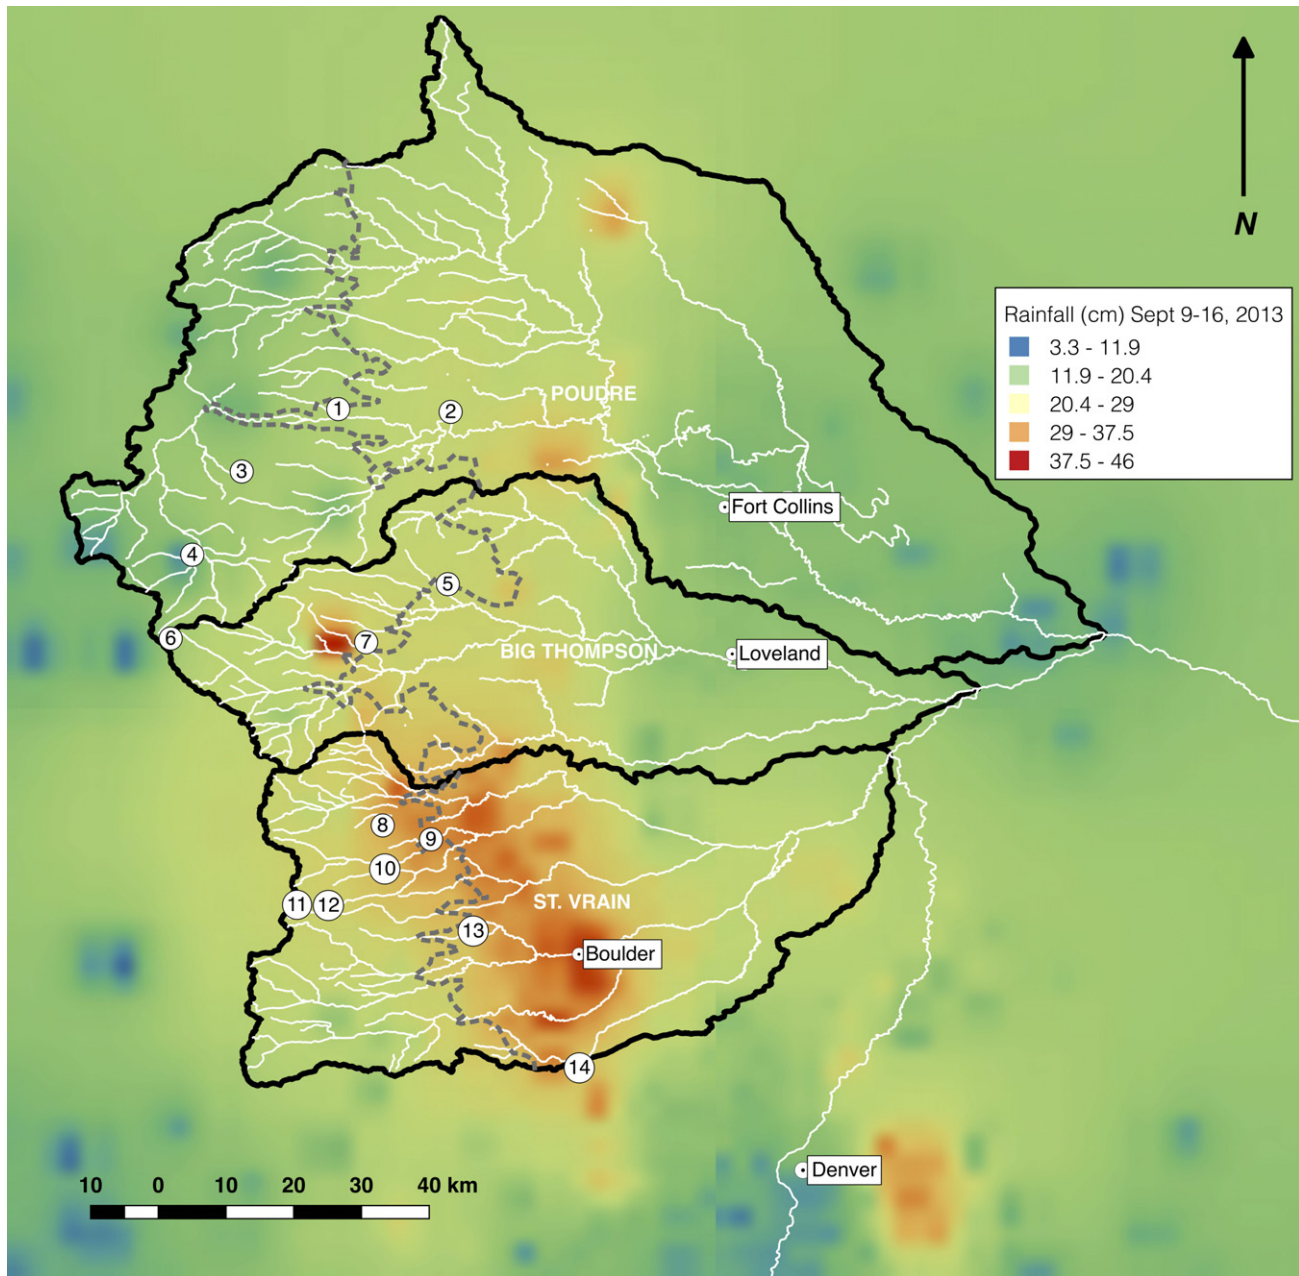 N
Rainfall (cm) Sept 9-16, 2013
3.3 - 11.9
11.9 - 20.4
20.4 - 29
29 - 37.5
37.5 - 46
POUDRE
1
2
3
Fort Collins
4
5
6
7
BIG THOMPSON
Loveland
8
9
10
11
12
ST. VRAIN
13
Boulder
14
Denver
10 0 10 20 30 40 km